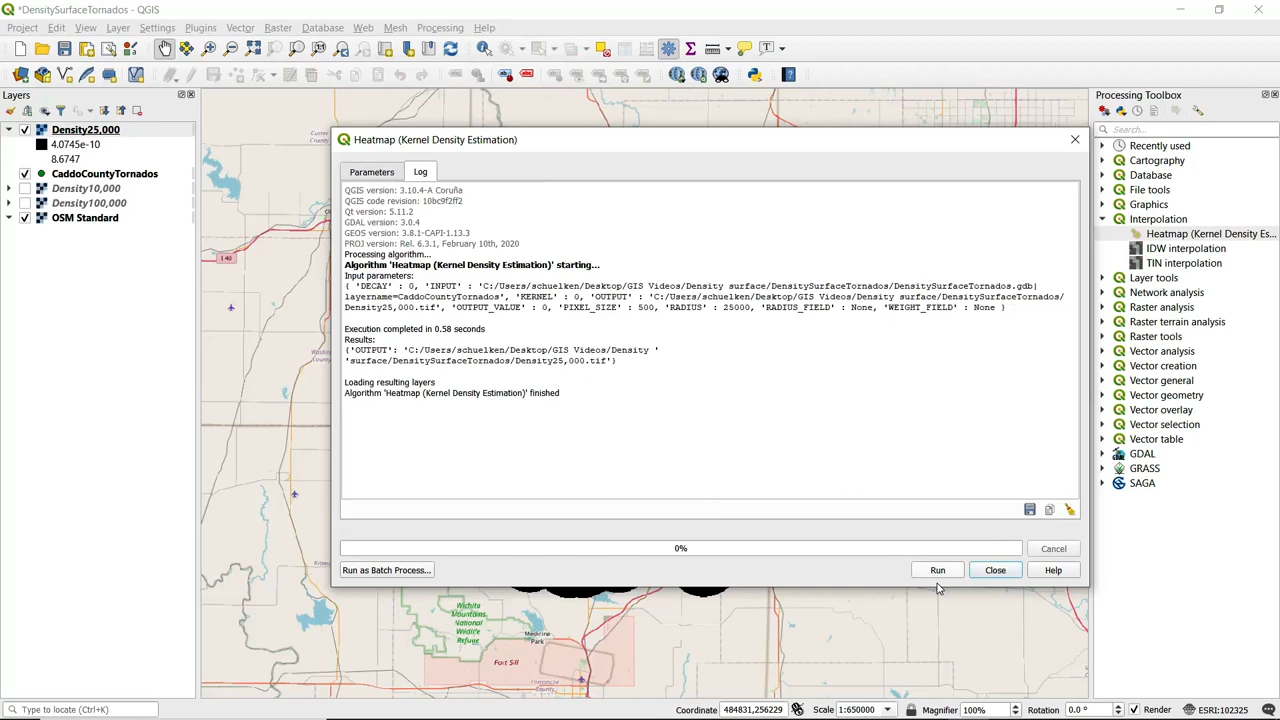 *DensitySurfaceTornados - QGIS
Project Edit View Layer Settings Plugins Vector Raster Database Web Mesh Processing Help
Layers
Density25,000
4.0745e-10
8.6747
CaddoCountyTornados
Density10,000
Density100,000
OSM Standard
I 40
Heatmap (Kernel Density Estimation)
Parameters Log
QGIS version: 3.10.4-A Coruña
QGIS code revision: 10bc9f2ff2
Qt version: 5.11.2
GDAL version: 3.0.4
GEOS version: 3.8.1-CAPI-1.13.3
PROJ version: Rel. 6.3.1, February 10th, 2020
Processing algorithm...
Algorithm 'Heatmap (Kernel Density Estimation)' starting...
Input parameters:
{ 'DECAY' : 0, 'INPUT' : 'C:/Users/schuelken/Desktop/GIS Videos/Density surface/DensitySurfaceTornados/DensitySurfaceTornados.gdb|
layername=CaddoCountyTornados', 'KERNEL' : 0, 'OUTPUT' : 'C:/Users/schuelken/Desktop/GIS Videos/Density surface/DensitySurfaceTornados/
Density25,000.tif', 'OUTPUT_VALUE' : 0, 'PIXEL_SIZE' : 500, 'RADIUS' : 25000, 'RADIUS_FIELD' : None, 'WEIGHT_FIELD' : None }
Execution completed in 0.58 seconds
Results:
{'OUTPUT': 'C:/Users/schuelken/Desktop/GIS Videos/Density '
'surface/DensitySurfaceTornados/Density25,000.tif'}
Loading resulting layers
Algorithm 'Heatmap (Kernel Density Estimation)' finished
0%
Cancel
Run as Batch Process...
Run
Close
Help
Wichita
Mountains
National
Wildlife
Refuge
Medicine
Park
Fort Sill
Comanche
County
Processing Toolbox
Search...
Recently used
Cartography
Database
File tools
Graphics
Interpolation
Heatmap (Kernel Density Es...
IDW interpolation
TIN interpolation
Layer tools
Network analysis
Raster analysis
Raster terrain analysis
Raster tools
Vector analysis
Vector creation
Vector general
Vector geometry
Vector overlay
Vector selection
Vector table
GDAL
GRASS
SAGA
Type to locate (Ctrl+K)
Coordinate 484831,256229 Scale 1:650000 Magnifier 100% Rotation 0.0 ° Render ESRI:102325